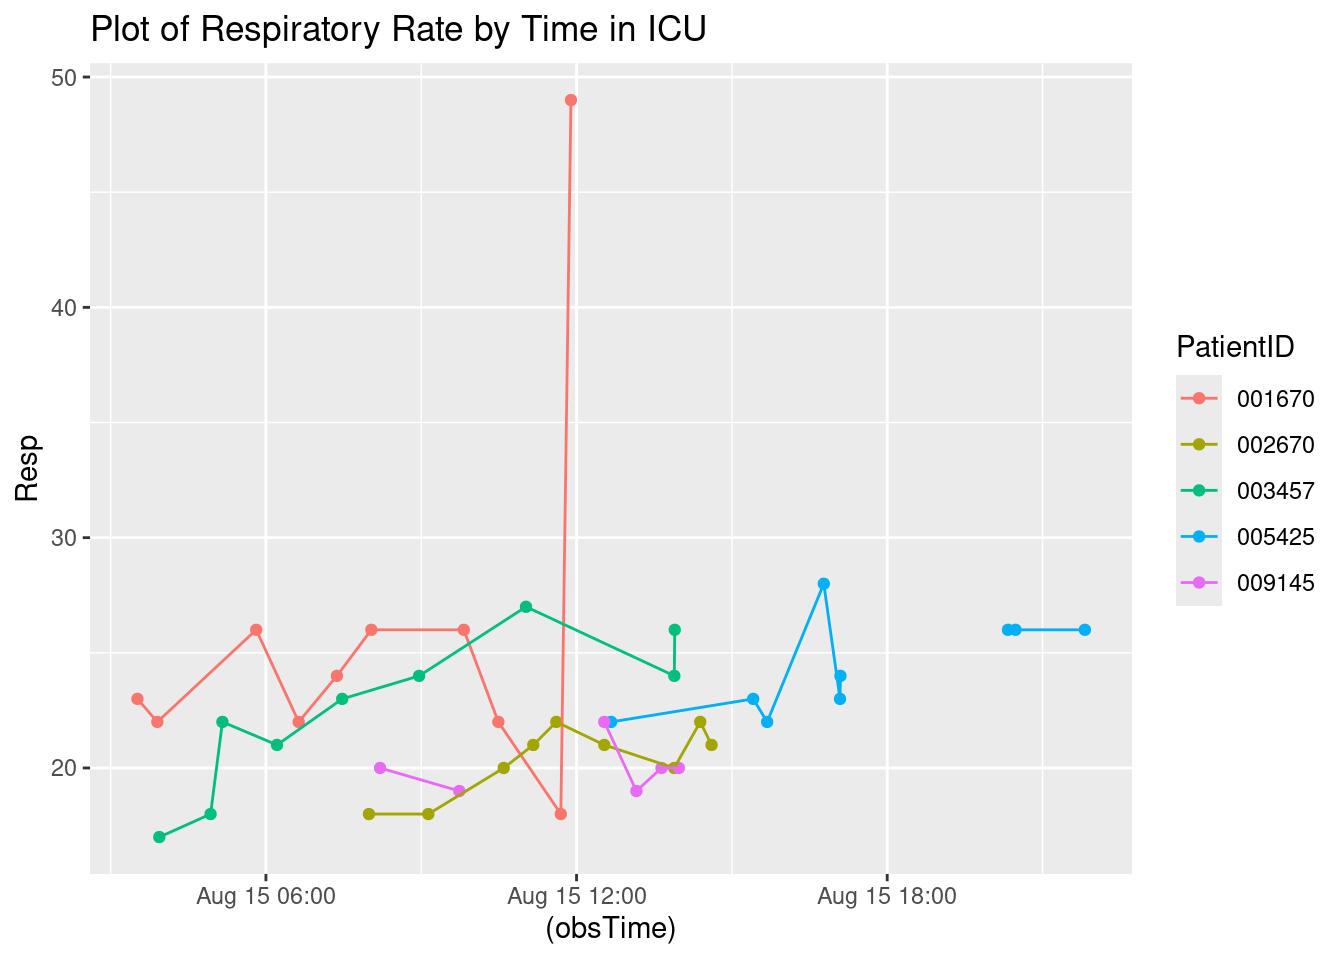 Plot of Respiratory Rate by Time in ICU
50
40
30
20
Resp
Aug 15 06:00
Aug 15 12:00
Aug 15 18:00
(obsTime)
PatientID
001670
002670
003457
005425
009145